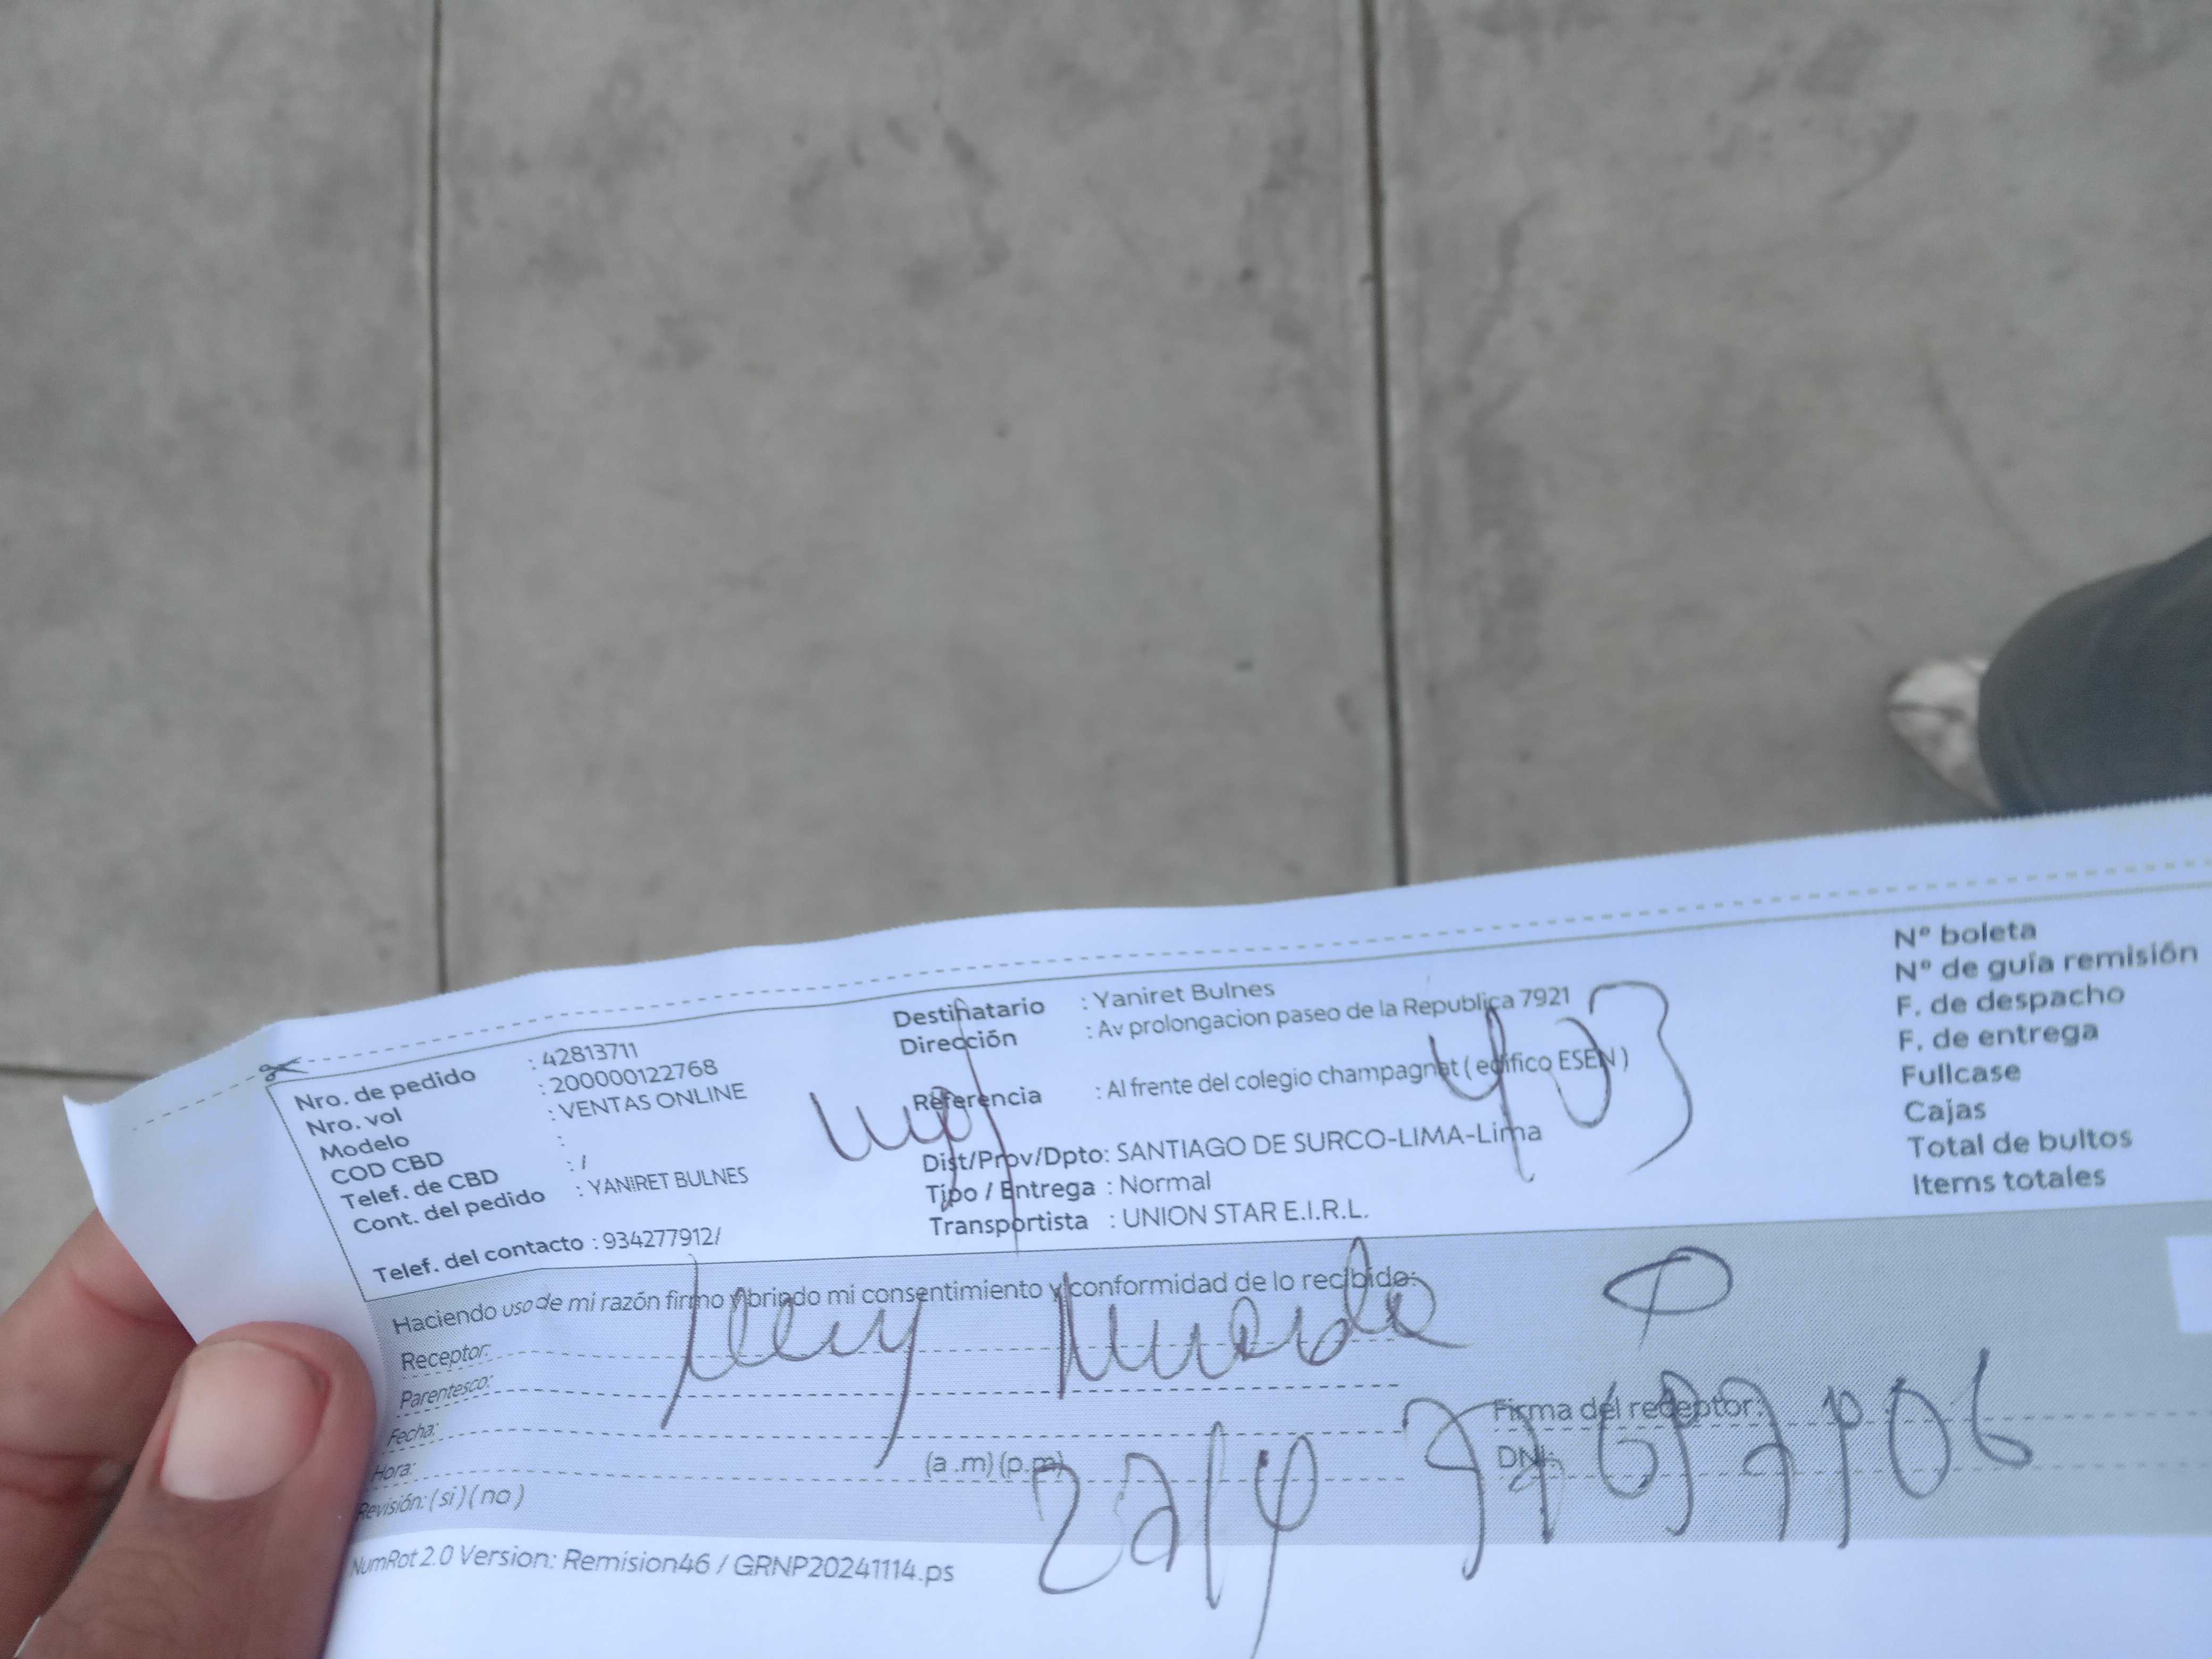 Nro. de pedido : 42813711
Nro. vol : 200000122768
Modelo : VENTAS ONLINE
COD CBD :
Telef. de CBD : /
Cont. del pedido : YANIRET BULNES
Telef. del contacto : 934277912/
Destinatario : Yaniret Bulnes
Dirección : Av prolongacion paseo de la Republica 7921
Referencia : Al frente del colegio champagnat ( edifico ESEN )
Dist/Prov/Dpto: SANTIAGO DE SURCO-LIMA-Lima
Tipo / Entrega : Normal
Transportista : UNION STAR E.I.R.L.
403
Nº boleta
Nº de guía remisión
F. de despacho
F. de entrega
Fullcase
Cajas
Total de bultos
Items totales
Haciendo uso de mi razón firmo y brindo mi consentimiento y conformidad de lo recibido:
Receptor:
Parentesco:
Fecha:
Hora: (a .m) (p.m)
Revisión: ( si ) ( no )
Firma del receptor:
DNI:
NumRot 2.0 Version: Remision46 / GRNP20241114.ps